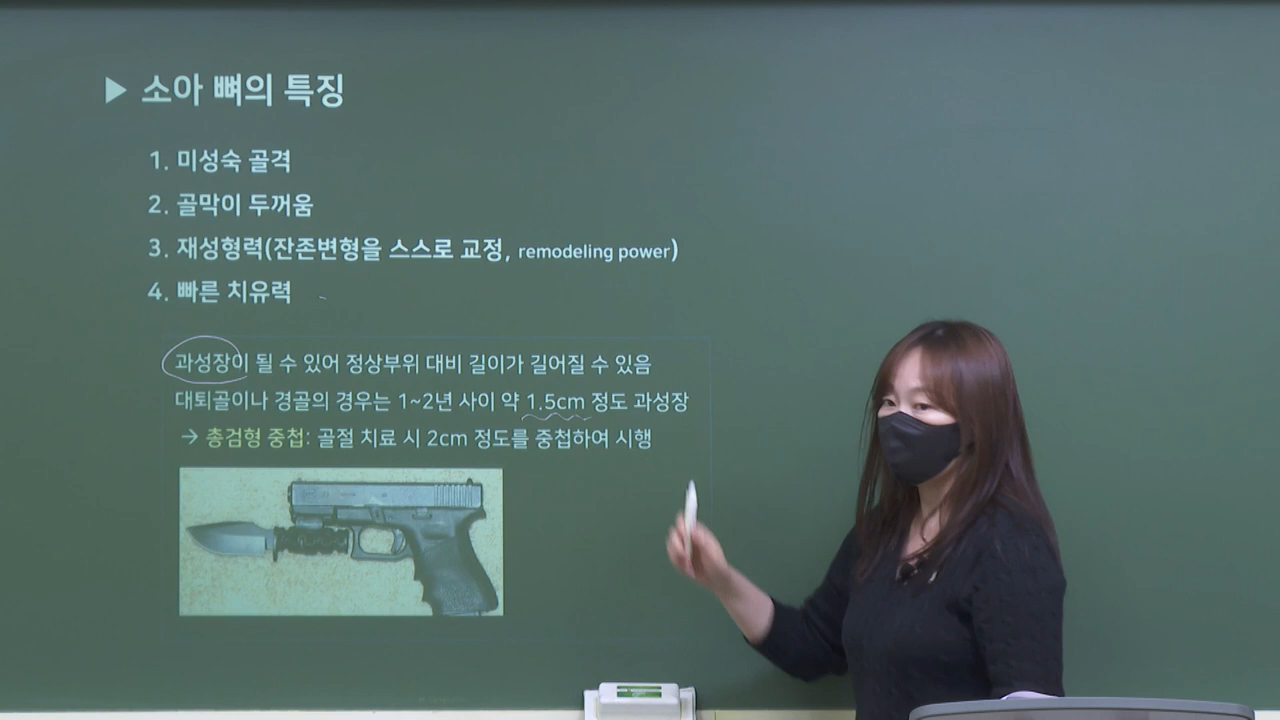 ▶ 소아 뼈의 특징
1. 미성숙 골격
2. 골막이 두꺼움
3. 재성형력(잔존변형을 스스로 교정, remodeling power)
4. 빠른 치유력
과성장이 될 수 있어 정상부위 대비 길이가 길어질 수 있음
대퇴골이나 경골의 경우는 1~2년 사이 약 1.5cm 정도 과성장
→ 총검형 중첩: 골절 치료 시 2cm 정도를 중첩하여 시행